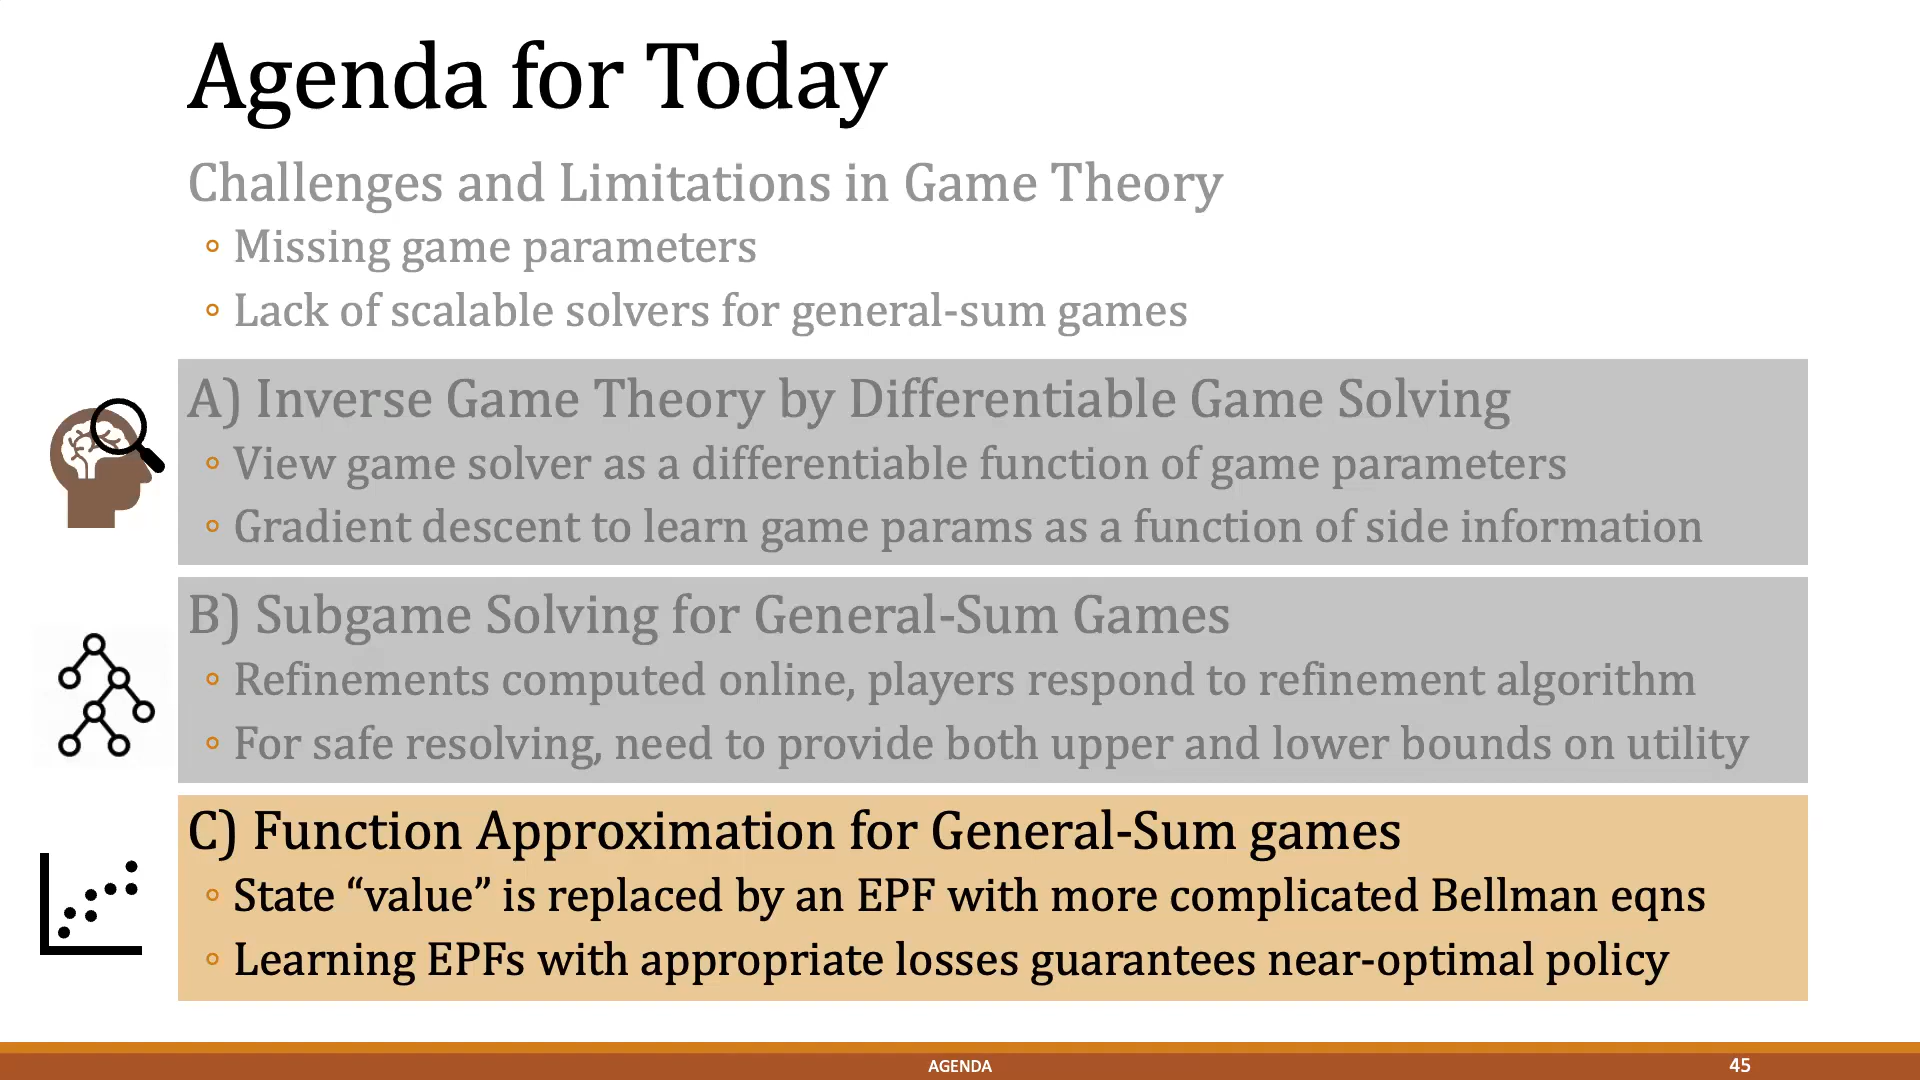 Agenda for Today
Challenges and Limitations in Game Theory
◦ Missing game parameters
◦ Lack of scalable solvers for general-sum games
A) Inverse Game Theory by Differentiable Game Solving
◦ View game solver as a differentiable function of game parameters
◦ Gradient descent to learn game params as a function of side information
B) Subgame Solving for General-Sum Games
◦ Refinements computed online, players respond to refinement algorithm
◦ For safe resolving, need to provide both upper and lower bounds on utility
C) Function Approximation for General-Sum games
◦ State “value” is replaced by an EPF with more complicated Bellman eqns
◦ Learning EPFs with appropriate losses guarantees near-optimal policy
AGENDA
45